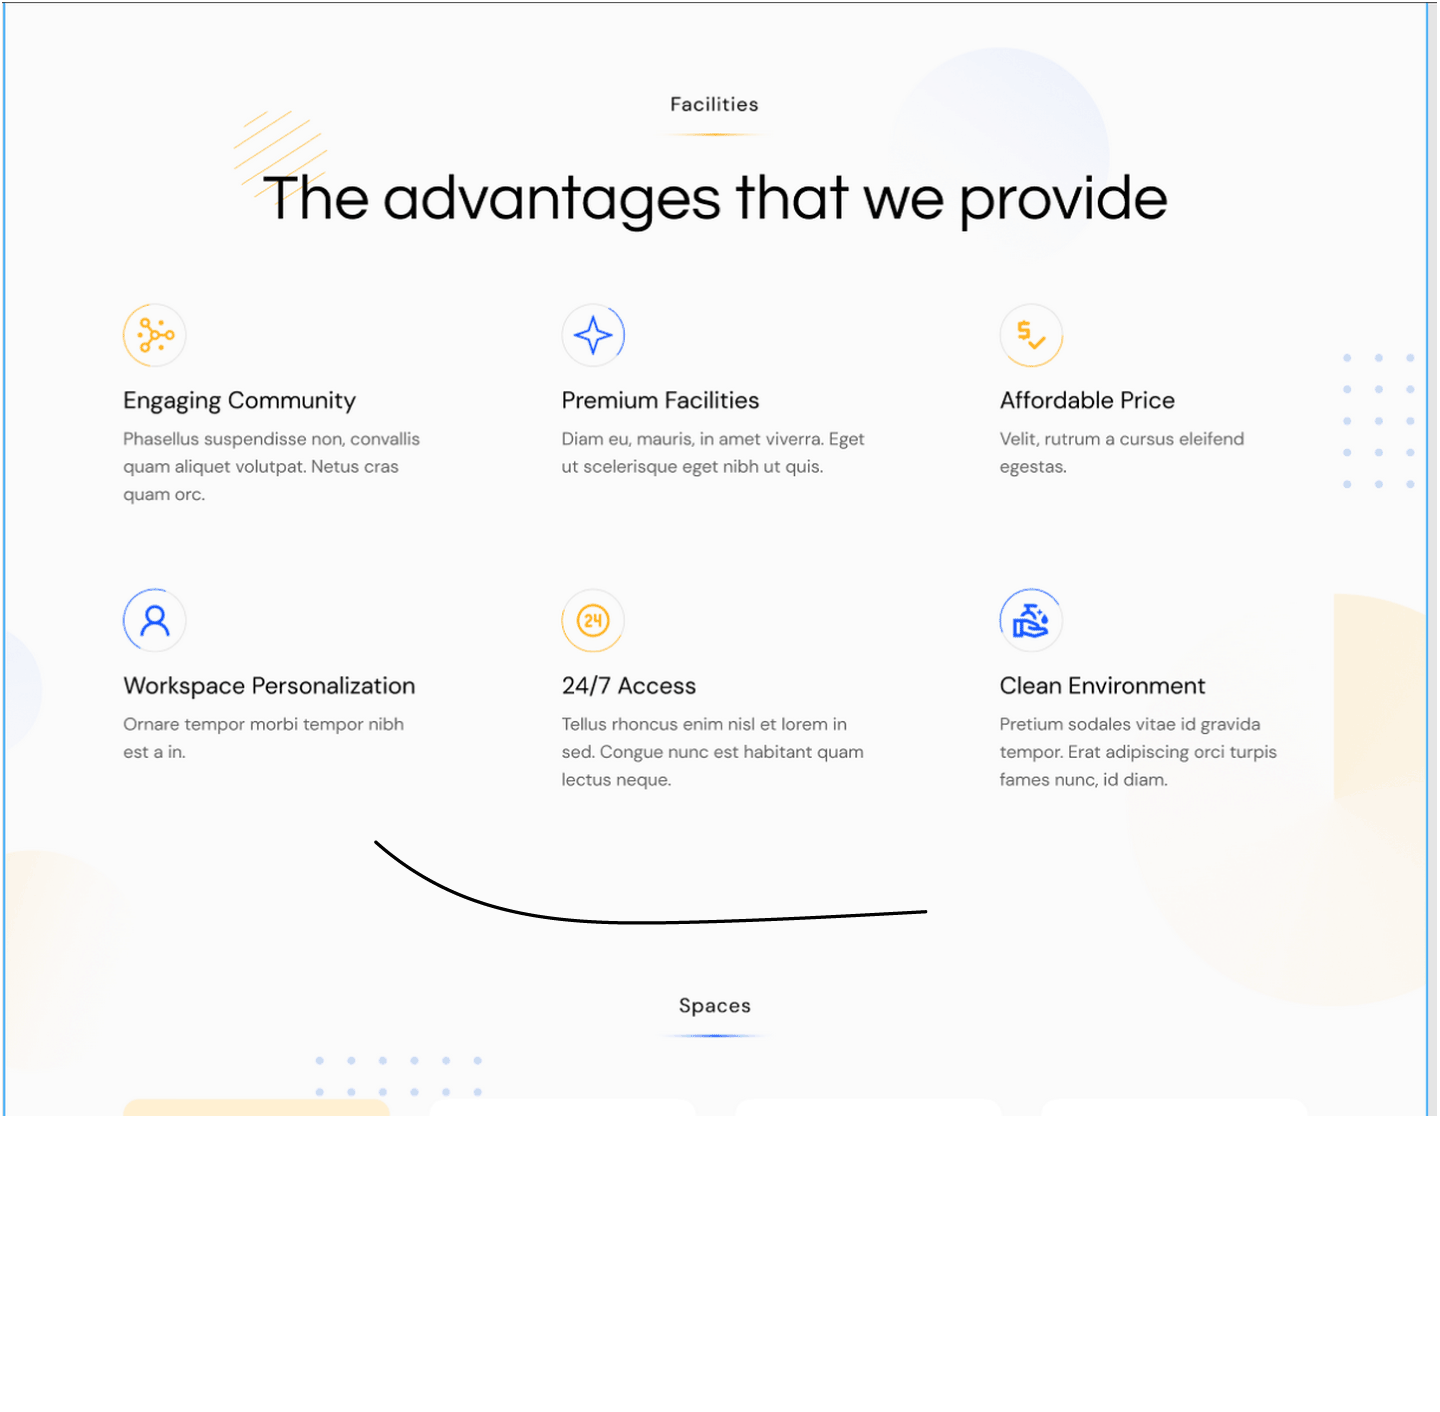 Facilities
The advantages that we provide
Engaging Community
Phasellus suspendisse non, convallis
quam aliquet volutpat. Netus cras
quam orc.
Premium Facilities
Diam eu, mauris, in amet viverra. Eget
ut scelerisque eget nibh ut quis.
$
Affordable Price
Velit, rutrum a cursus eleifend
egestas.
Workspace Personalization
Ornare tempor morbi tempor nibh
est a in.
24
24/7 Access
Tellus rhoncus enim nisl et lorem in
sed. Congue nunc est habitant quam
lectus neque.
Clean Environment
Pretium sodales vitae id gravida
tempor. Erat adipiscing orci turpis
fames nunc, id diam.
Spaces